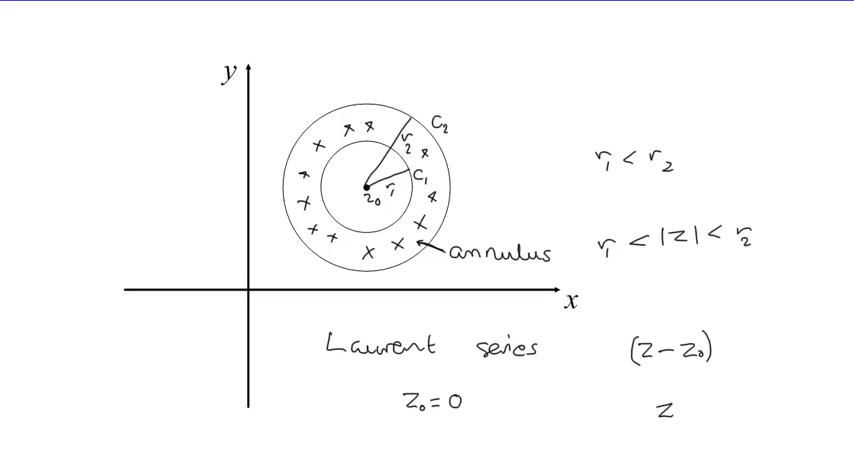 y
C₂
r₂
r₁ < r₂
C₁
z₀
r₁
r₁ < |z| < r₂
annulus
x
Laurent series
(z − z₀)
z₀ = 0
z